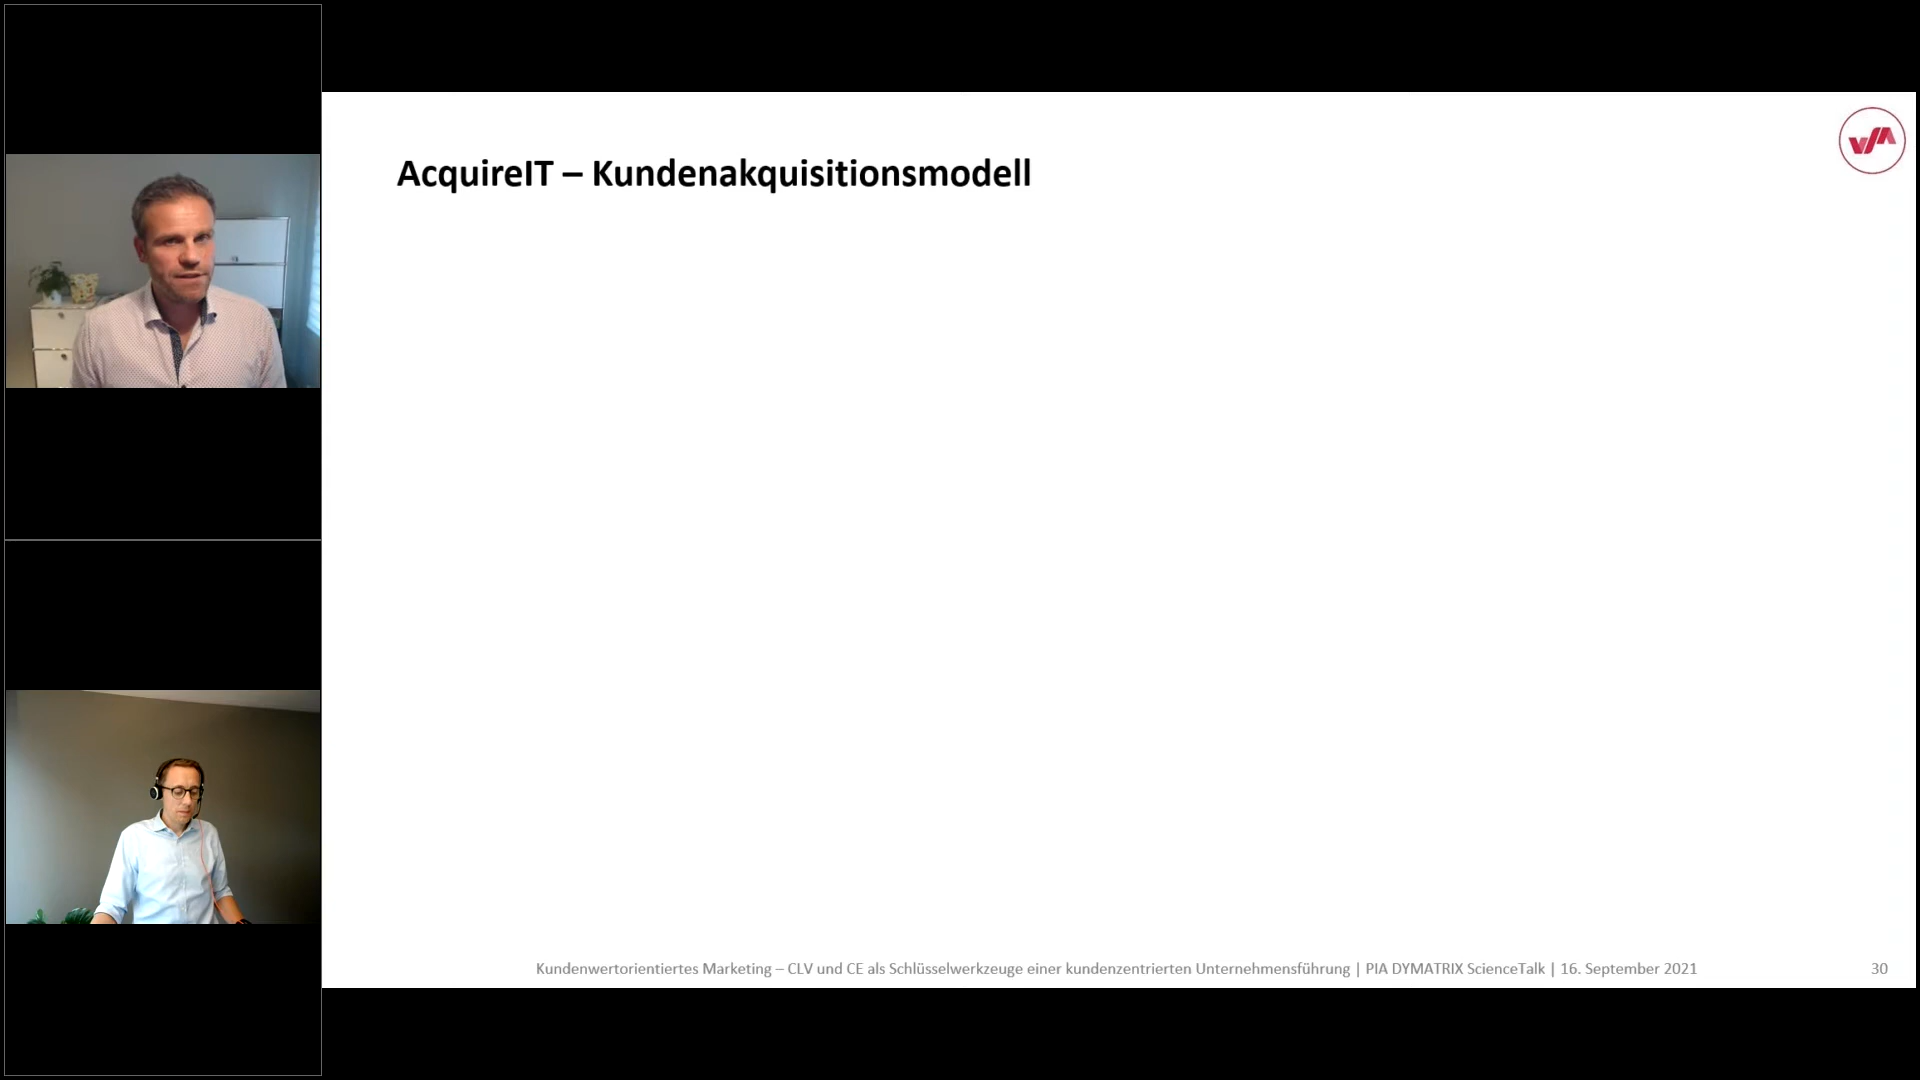 AcquireIT – Kundenakquisitionsmodell
Kundenwertorientiertes Marketing – CLV und CE als Schlüsselwerkzeuge einer kundenzentrierten Unternehmensführung | PIA DYMATRIX ScienceTalk | 16. September 2021
30